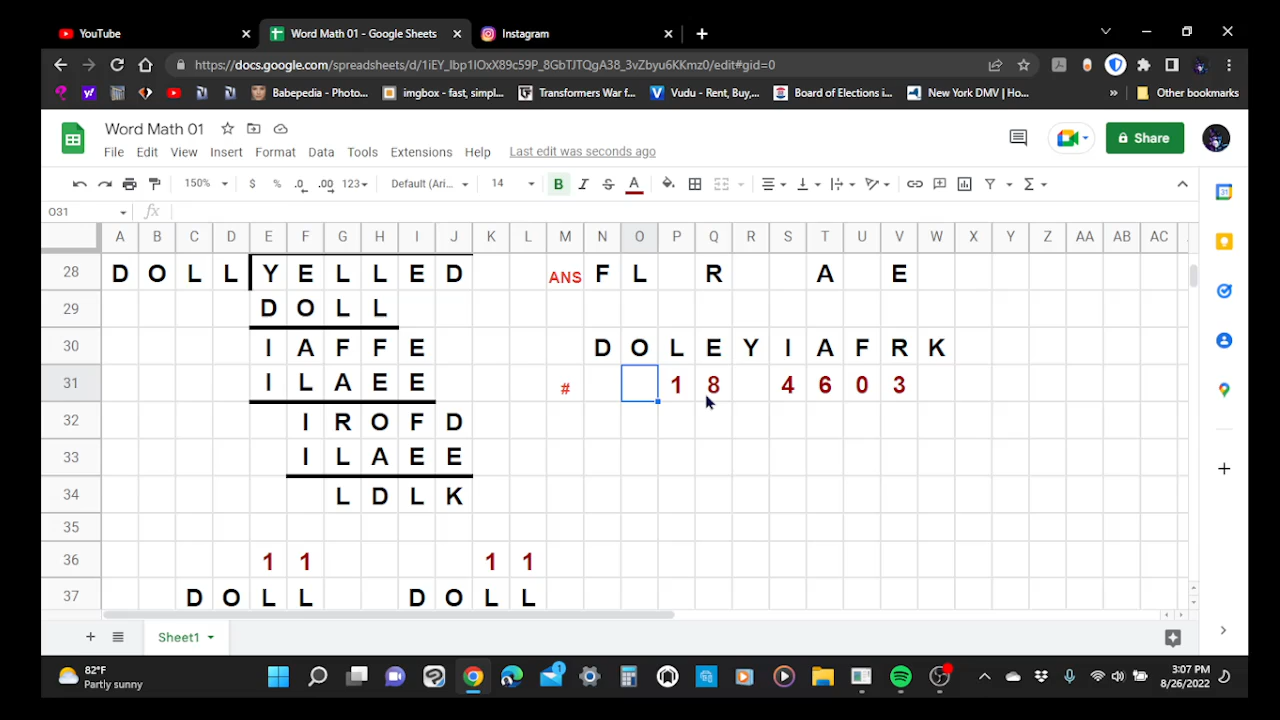 YouTube
Word Math 01 - Google Sheets
Instagram
https://docs.google.com/spreadsheets/d/1iEY_Ibp1IOxX89c59P_8GbTJTQgA38_3vZbyu6KKmz0/edit#gid=0
Babepedia - Photo...
imgbox - fast, simpl...
Transformers War f...
Vudu - Rent, Buy,...
Board of Elections i...
New York DMV | Ho...
»
Other bookmarks
Word Math 01
Share
File Edit View Insert Format Data Tools Extensions Help Last edit was seconds ago
150% $ % .0 .00 123 Default (Ari... 14 B I S A
O31 fx
A B C D E F G H I J K L M N O P Q R S T U V W X Y Z AA AB AC
28 D O L L Y E L L E D ANS F L R A E
29 D O L L
30 I A F F E D O L E Y I A F R K
31 I L A E E # 1 8 4 6 0 3
32 I R O F D
33 I L A E E
34 L D L K
35
36 1 1 1 1
37 D O L L D O L L
Sheet1
82°F
Partly sunny
3:07 PM
8/26/2022